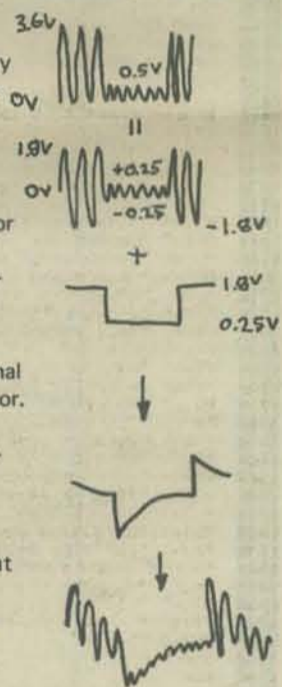 3.6V
y
0.5V
0V
=
1.8V
+0.25
0V
-0.25
or
-1.8V
+
1.8V
0.25V
nal
or.
t